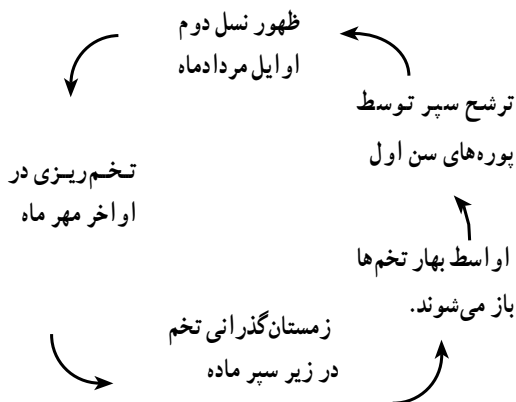 ظهور نسل دوم
اوایل مردادماه
ترشح سپر توسط
پوره‌های سن اول
تخم‌ریزی در
اواخر مهر ماه
اواسط بهار تخم‌ها
باز می‌شوند.
زمستان‌گذرانی تخم
در زیر سپر ماده